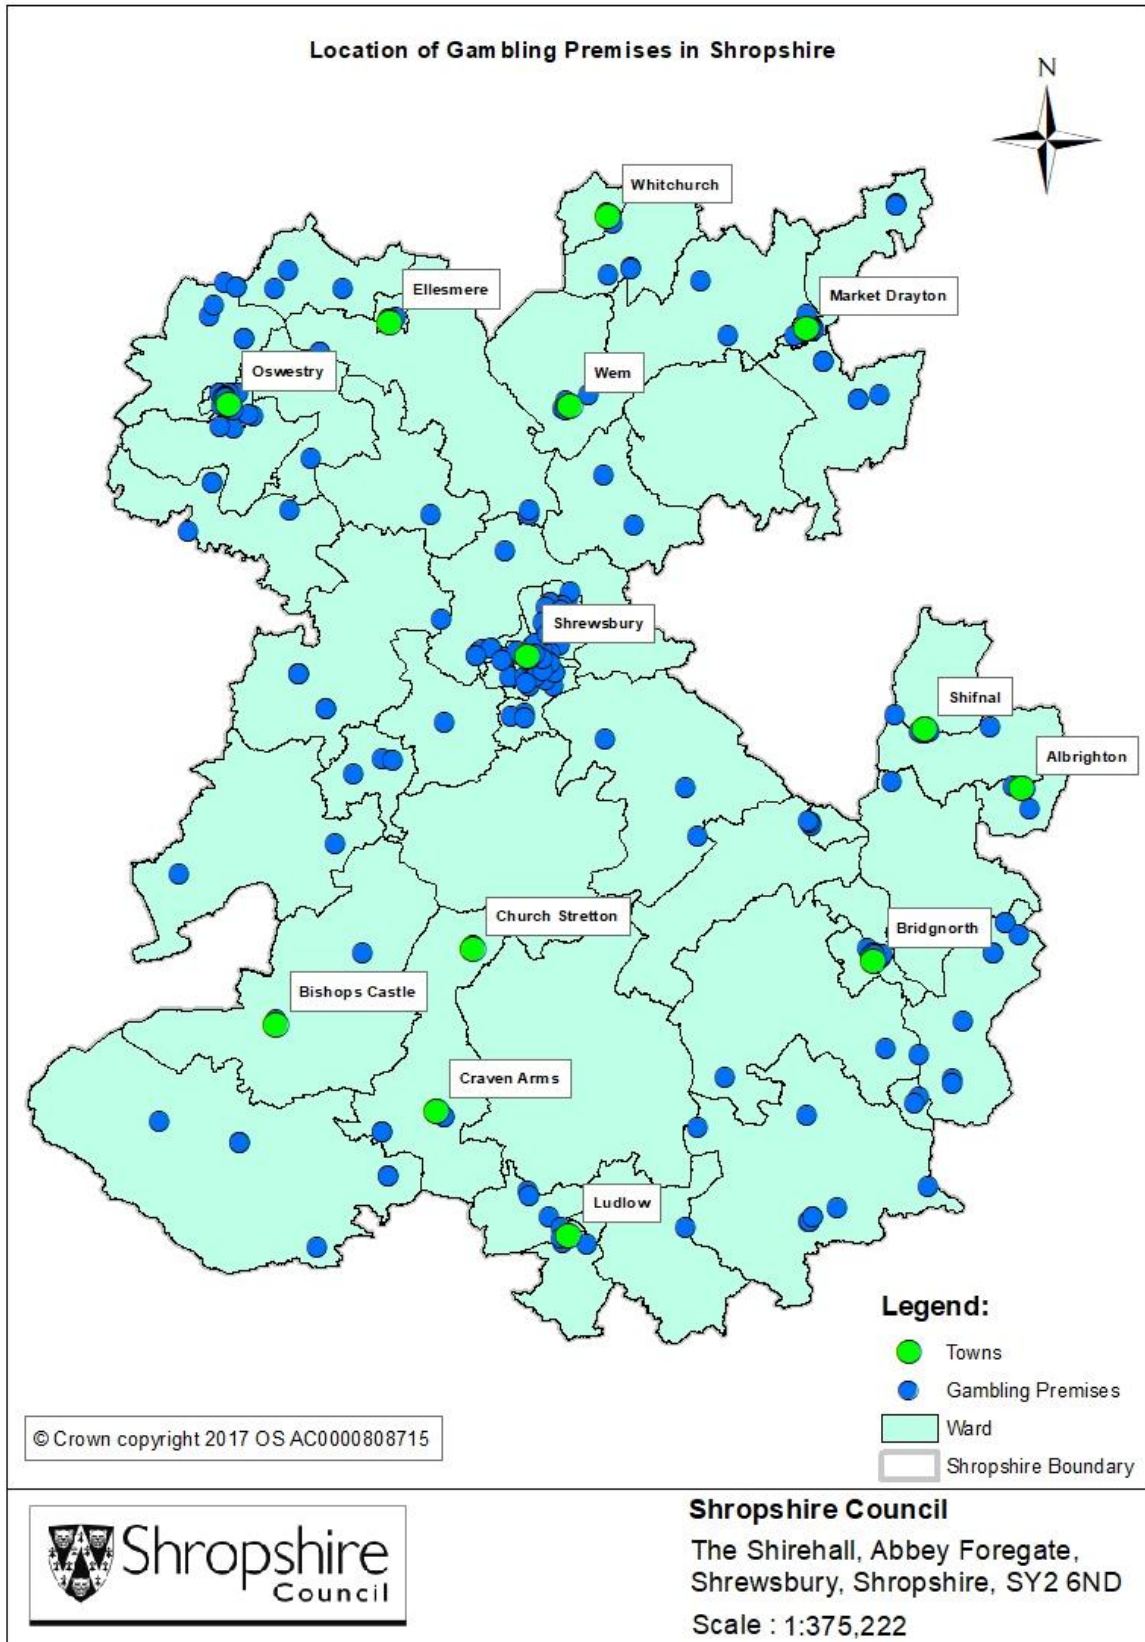 Location of Gambling Premises in Shropshire
N
Whitchurch
Ellesmere
Market Drayton
Oswestry
Wem
Shrewsbury
Shifnal
Albrighton
Church Stretton
Bridgnorth
Bishops Castle
Craven Arms
Ludlow
Legend:
Towns
Gambling Premises
Ward
Shropshire Boundary
© Crown copyright 2017 OS AC0000808715
Shropshire
Council
Shropshire Council
The Shirehall, Abbey Foregate,
Shrewsbury, Shropshire, SY2 6ND
Scale : 1:375,222